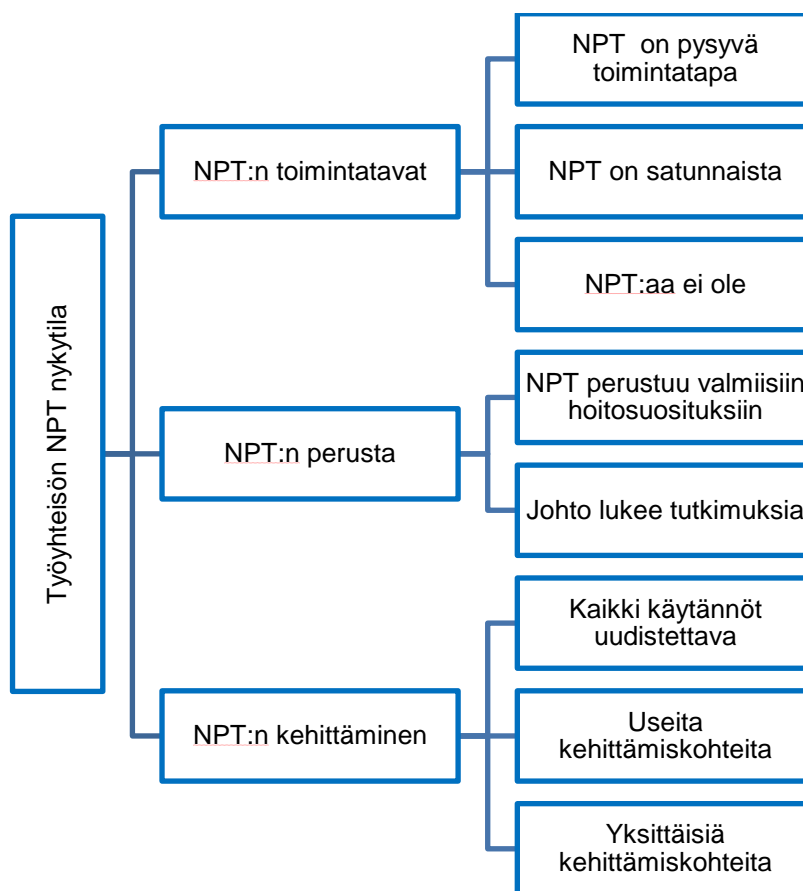 Työyhteisön NPT nykytila
NPT:n toimintatavat
NPT on pysyvä
toimintatapa
NPT on satunnaista
NPT:aa ei ole
NPT:n perusta
NPT perustuu valmiisiin
hoitosuosituksiin
Johto lukee tutkimuksia
NPT:n kehittäminen
Kaikki käytännöt
uudistettava
Useita
kehittämiskohteita
Yksittäisiä
kehittämiskohteita